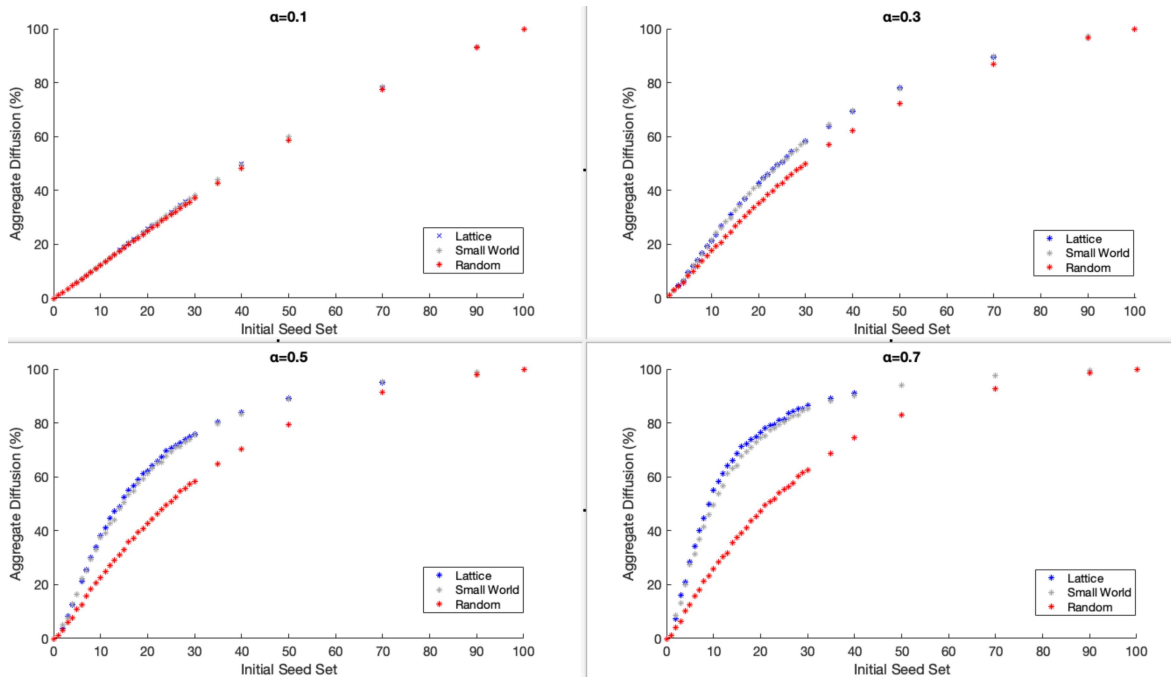 α=0.1
100
80
60
40
20
0
Aggregate Diffusion (%)
Lattice
Small World
Random
0 10 20 30 40 50 60 70 80 90 100
Initial Seed Set
α=0.3
100
80
60
40
20
0
Aggregate Diffusion (%)
Lattice
Small World
Random
10 20 30 40 50 60 70 80 90 100
Initial Seed Set
α=0.5
100
80
60
40
20
0
Aggregate Diffusion (%)
Lattice
Small World
Random
0 10 20 30 40 50 60 70 80 90 100
Initial Seed Set
α=0.7
100
80
60
40
20
0
Aggregate Diffusion (%)
Lattice
Small World
Random
0 10 20 30 40 50 60 70 80 90 100
Initial Seed Set